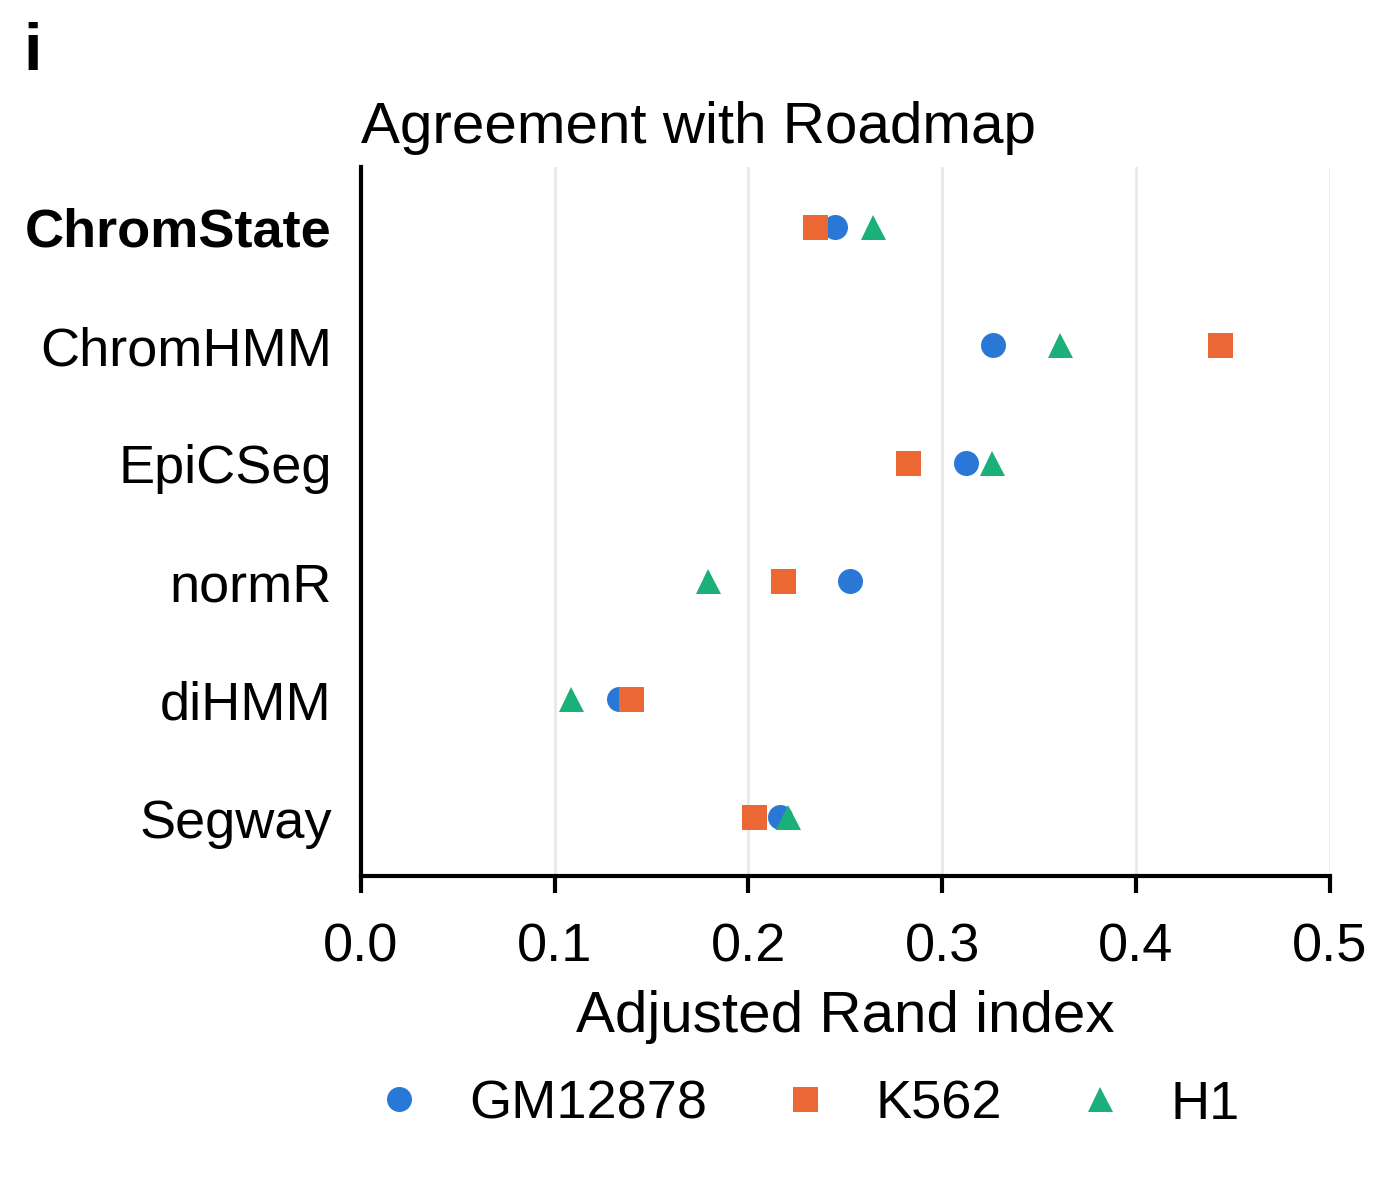 i
Agreement with Roadmap
ChromState
ChromHMM
EpiCSeg
normR
diHMM
Segway
0.0 0.1 0.2 0.3 0.4 0.5
Adjusted Rand index
GM12878 K562 H1